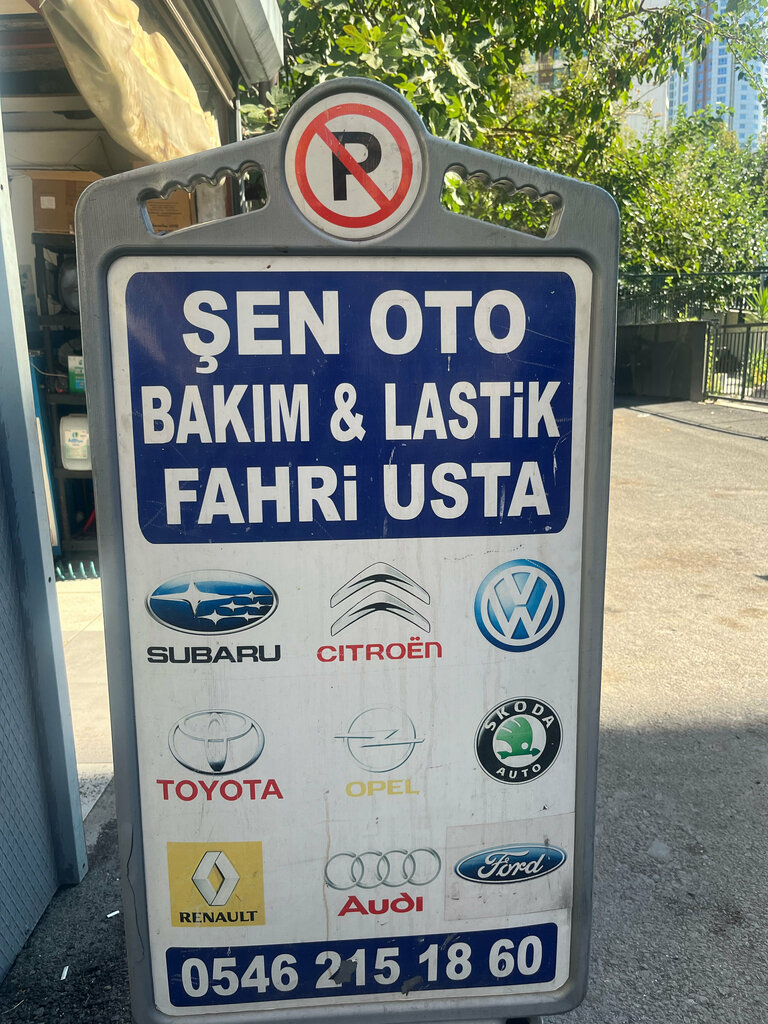 P
ŞEN OTO
BAKIM & LASTiK
FAHRi USTA
SUBARU
CITROËN
VW
TOYOTA
OPEL
SKODA
AUTO
RENAULT
Audi
Ford
0546 215 18 60